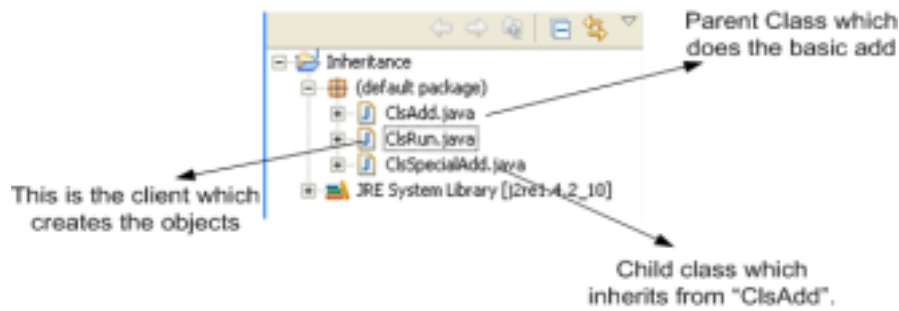 Parent Class which
does the basic add
Inheritance
(default package)
ClsAdd.java
ClsRun.java
ClsSpecialAdd.java
JRE System Library [j2re1.4.2_10]
This is the client which
creates the objects
Child class which
inherits from “ClsAdd”.